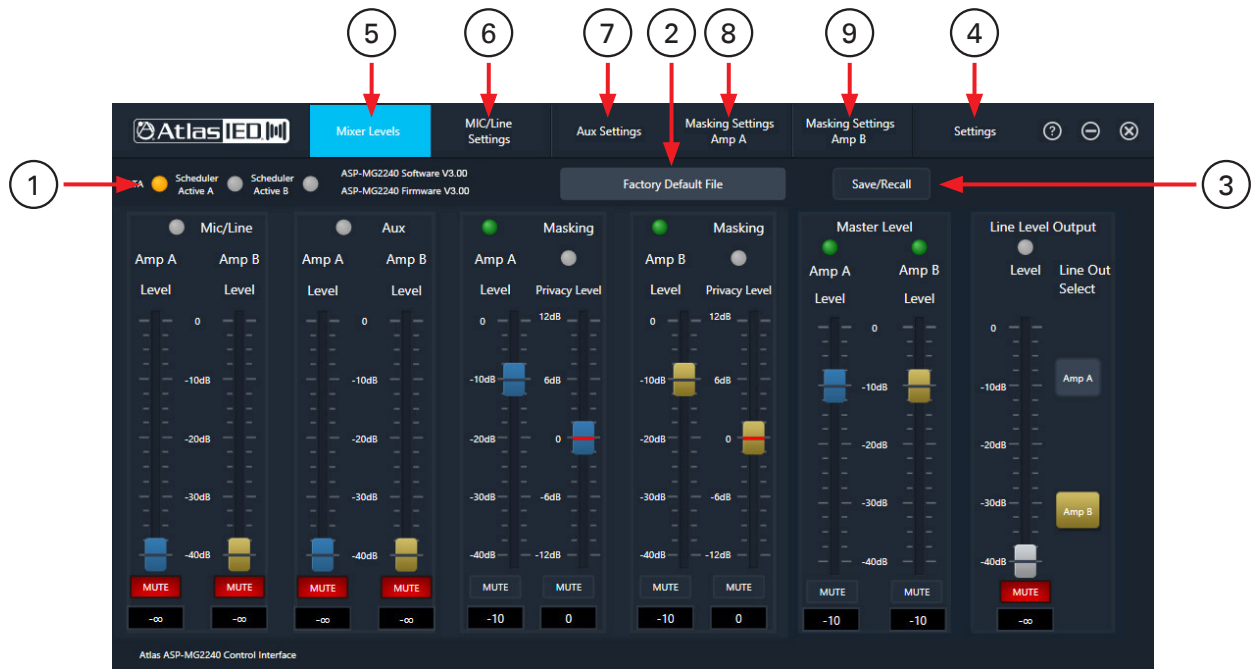 5 6 7 2 8 9 4
Atlas IED
Mixer Levels
MIC/Line
Settings
Aux Settings
Masking Settings
Amp A
Masking Settings
Amp B
Settings
?
1
TA
Scheduler
Active A
Scheduler
Active B
ASP-MG2240 Software V3.00
ASP-MG2240 Firmware V3.00
Factory Default File
Save/Recall
3
Mic/Line
Amp A Amp B
Level Level
0
-10dB
-20dB
-30dB
-40dB
MUTE MUTE
-∞ -∞
Aux
Amp A Amp B
Level Level
0
-10dB
-20dB
-30dB
-40dB
MUTE MUTE
-∞ -∞
Masking
Amp A
Level Privacy Level
0 12dB
-10dB 6dB
-20dB 0
-30dB -6dB
-40dB -12dB
MUTE MUTE
-10 0
Masking
Amp B
Level Privacy Level
0 12dB
-10dB 6dB
-20dB 0
-30dB -6dB
-40dB -12dB
MUTE MUTE
-10 0
Master Level
Amp A Amp B
Level Level
0
-10dB
-20dB
-30dB
-40dB
MUTE MUTE
-10 -10
Line Level Output
Level
Line Out
Select
0
-10dB
-20dB
-30dB
-40dB
Amp A
Amp B
MUTE
-∞
Atlas ASP-MG2240 Control Interface